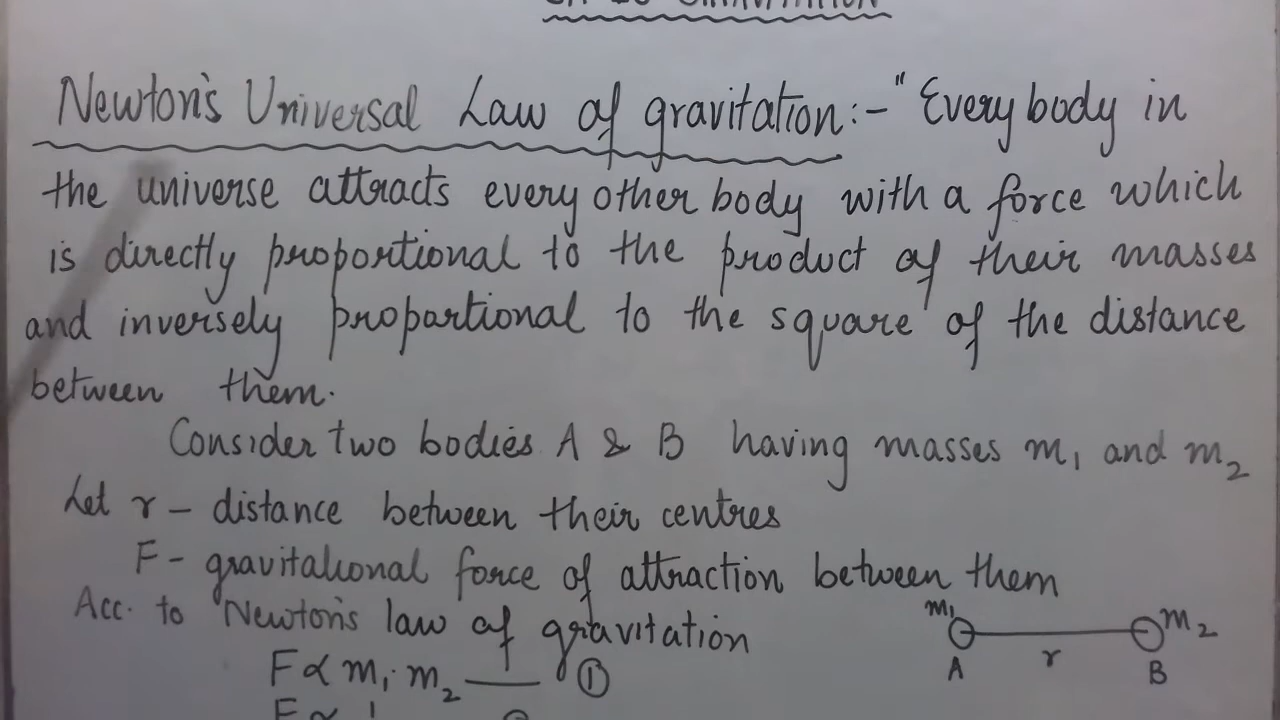 Newton's Universal Law of gravitation:- "Every body in
the universe attracts every other body with a force which
is directly proportional to the product of their masses
and inversely proportional to the square of the distance
between them.
Consider two bodies A & B having masses m₁ and m₂
Let r - distance between their centres
F - gravitational force of attraction between them
Acc. to Newton's law of gravitation
m₁ m₂
A r B
F ∝ m₁. m₂ — ①
F ∝ 1